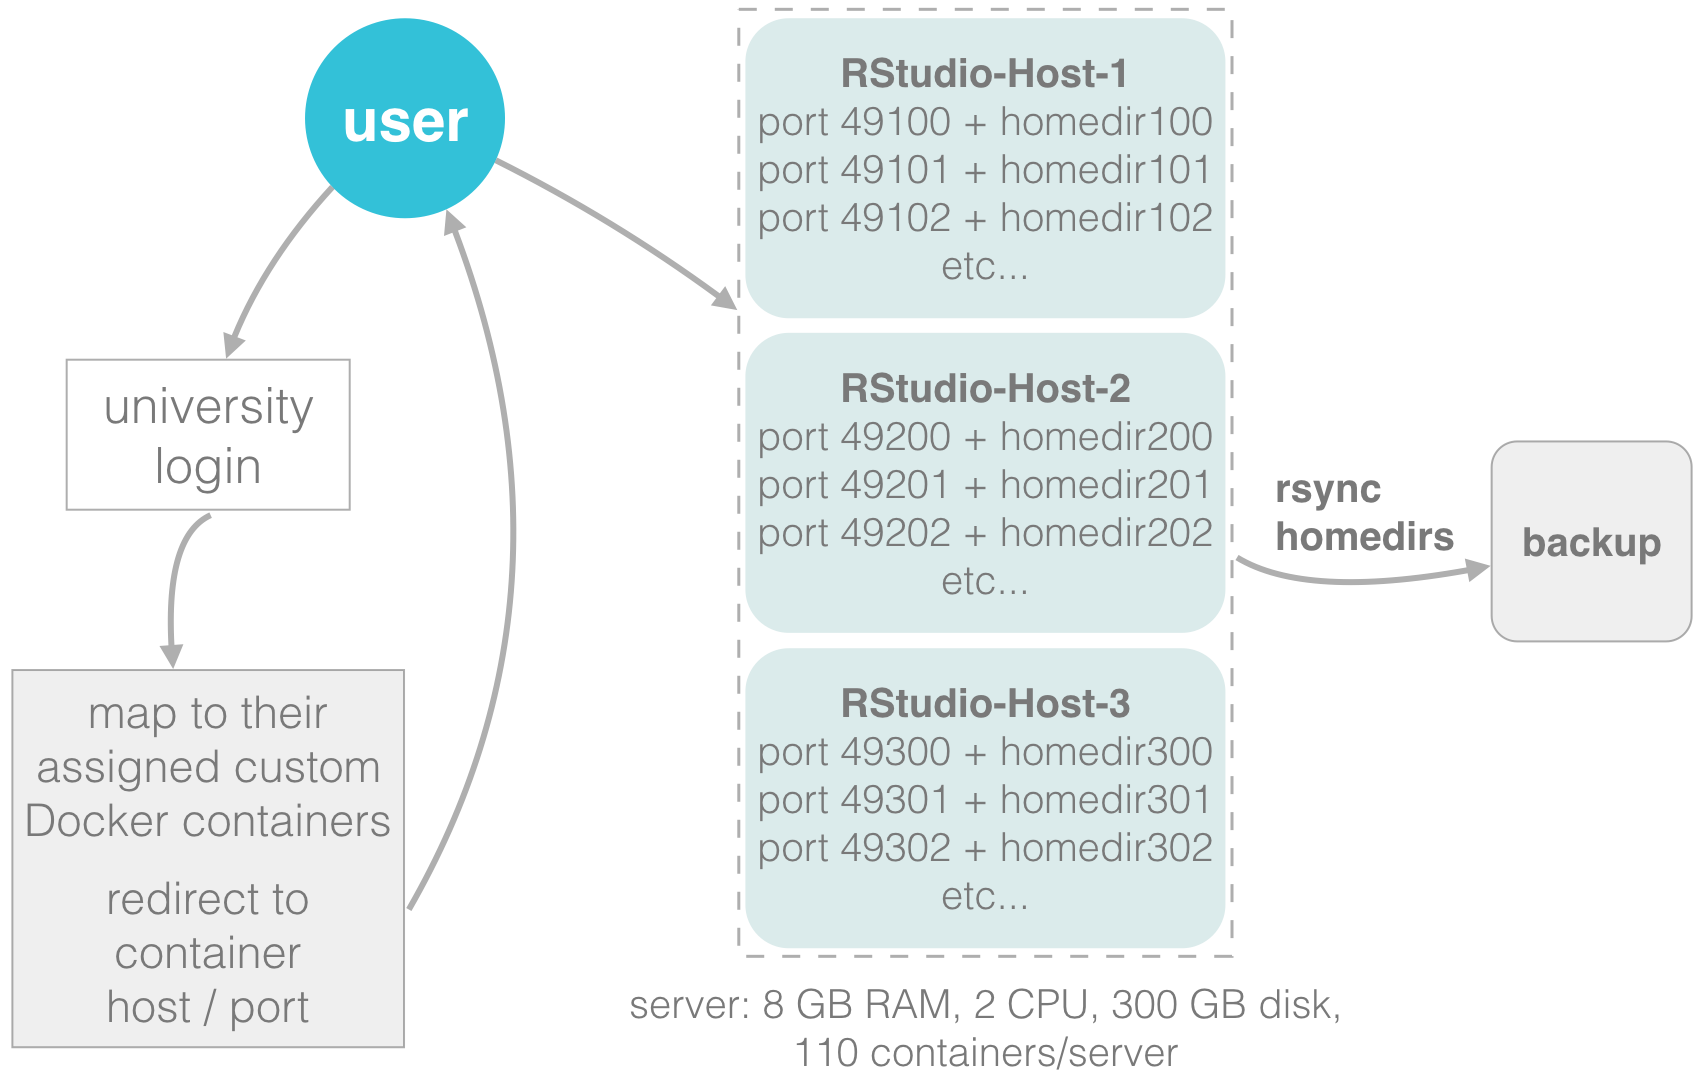 user
university
login
map to their
assigned custom
Docker containers
redirect to
container
host / port
RStudio-Host-1
port 49100 + homedir100
port 49101 + homedir101
port 49102 + homedir102
etc...
RStudio-Host-2
port 49200 + homedir200
port 49201 + homedir201
port 49202 + homedir202
etc...
RStudio-Host-3
port 49300 + homedir300
port 49301 + homedir301
port 49302 + homedir302
etc...
server: 8 GB RAM, 2 CPU, 300 GB disk,
110 containers/server
rsync
homedirs
backup